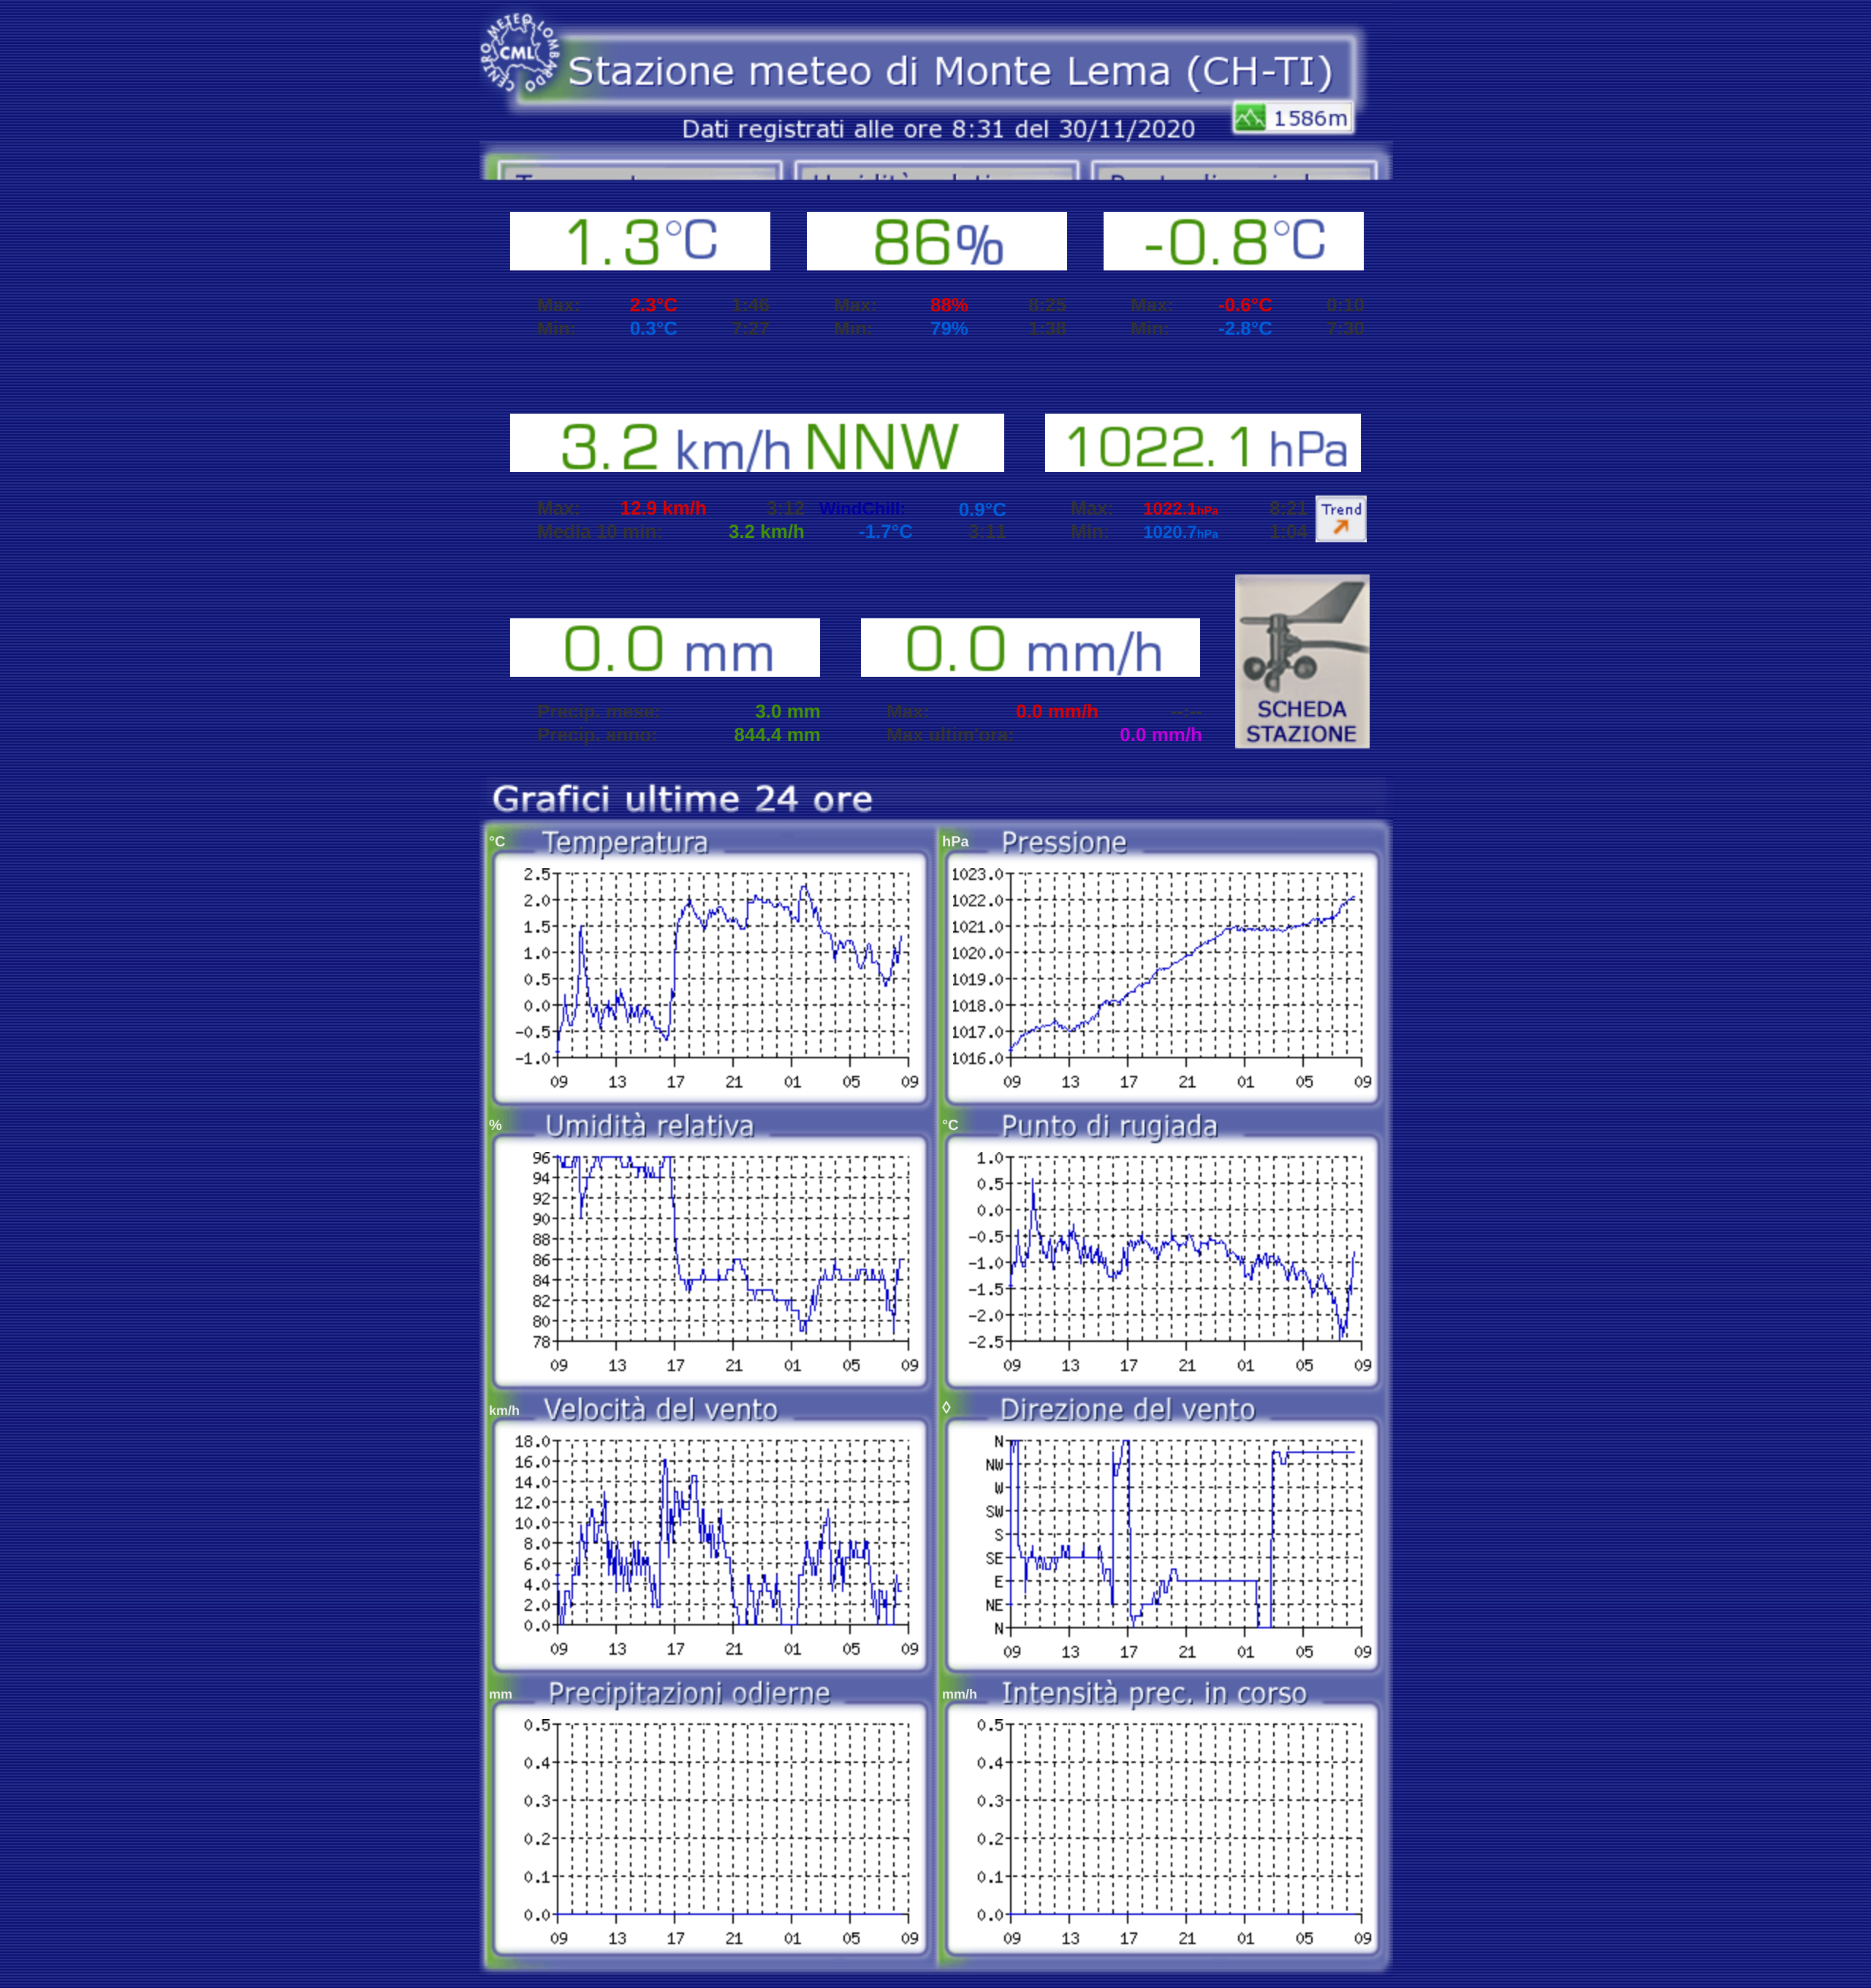 CENTRO METEO LOMBARDO
CML
Stazione meteo di Monte Lema (CH-TI)
1586m
Dati registrati alle ore 8:31 del 30/11/2020
1.3°C
86%
-0.8°C
Max: 2.3°C 1:46
Min: 0.3°C 7:27
Max: 88% 8:25
Min: 79% 1:38
Max: -0.6°C 0:10
Min: -2.8°C 7:30
3.2 km/h NNW
1022.1 hPa
Max: 12.9 km/h 3:12 WindChill: 0.9°C
Media 10 min: 3.2 km/h -1.7°C 3:11
Max: 1022.1hPa 8:21
Min: 1020.7hPa 1:04
Trend
0.0 mm
0.0 mm/h
Precip. mese: 3.0 mm
Precip. anno: 844.4 mm
Max: 0.0 mm/h --:--
Max ultim'ora: 0.0 mm/h
SCHEDA
STAZIONE
Grafici ultime 24 ore
°C Temperatura
2.5
2.0
1.5
1.0
0.5
0.0
-0.5
-1.0
09 13 17 21 01 05 09
hPa Pressione
1023.0
1022.0
1021.0
1020.0
1019.0
1018.0
1017.0
1016.0
09 13 17 21 01 05 09
% Umidità relativa
96
94
92
90
88
86
84
82
80
78
09 13 17 21 01 05 09
°C Punto di rugiada
1.0
0.5
0.0
-0.5
-1.0
-1.5
-2.0
-2.5
09 13 17 21 01 05 09
km/h Velocità del vento
18.0
16.0
14.0
12.0
10.0
8.0
6.0
4.0
2.0
0.0
09 13 17 21 01 05 09
◊ Direzione del vento
N
NW
W
SW
S
SE
E
NE
N
09 13 17 21 01 05 09
mm Precipitazioni odierne
0.5
0.4
0.3
0.2
0.1
0.0
09 13 17 21 01 05 09
mm/h Intensità prec. in corso
0.5
0.4
0.3
0.2
0.1
0.0
09 13 17 21 01 05 09